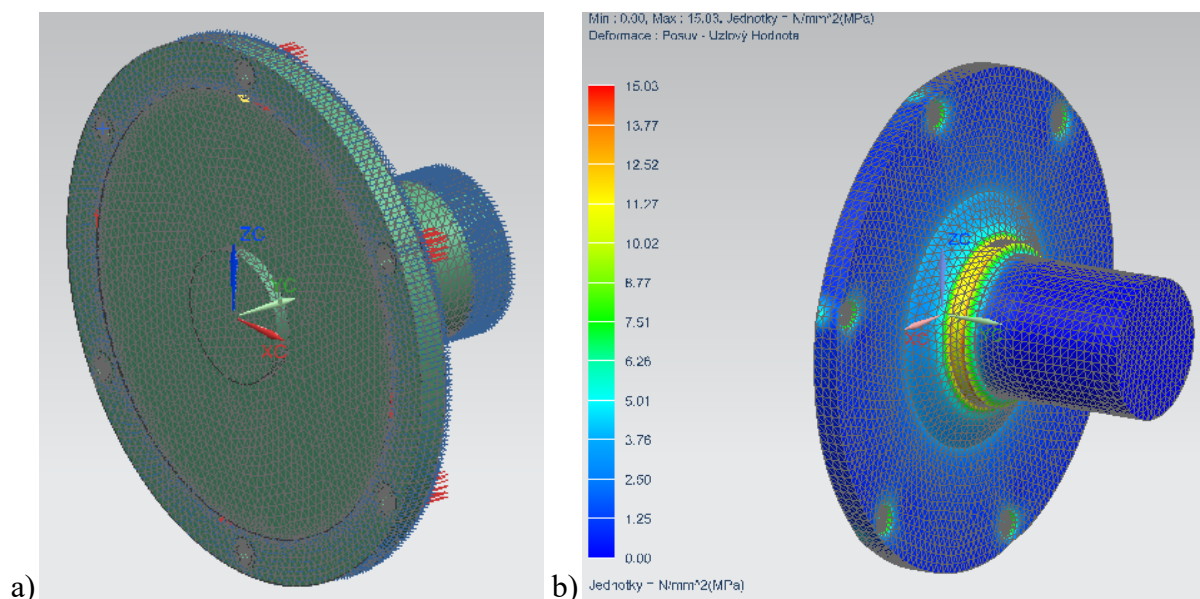 a)
ZC
YC
XC
b)
Min : 0.00, Max : 15.03, Jednotky = N/mm^2(MPa)
Deformace : Posuv - Uzlový Hodnota
15.03
13.77
12.52
11.27
10.02
8.77
7.51
6.26
5.01
3.76
2.50
1.25
0.00
ZC
XC
Jednotky = N/mm^2(MPa)